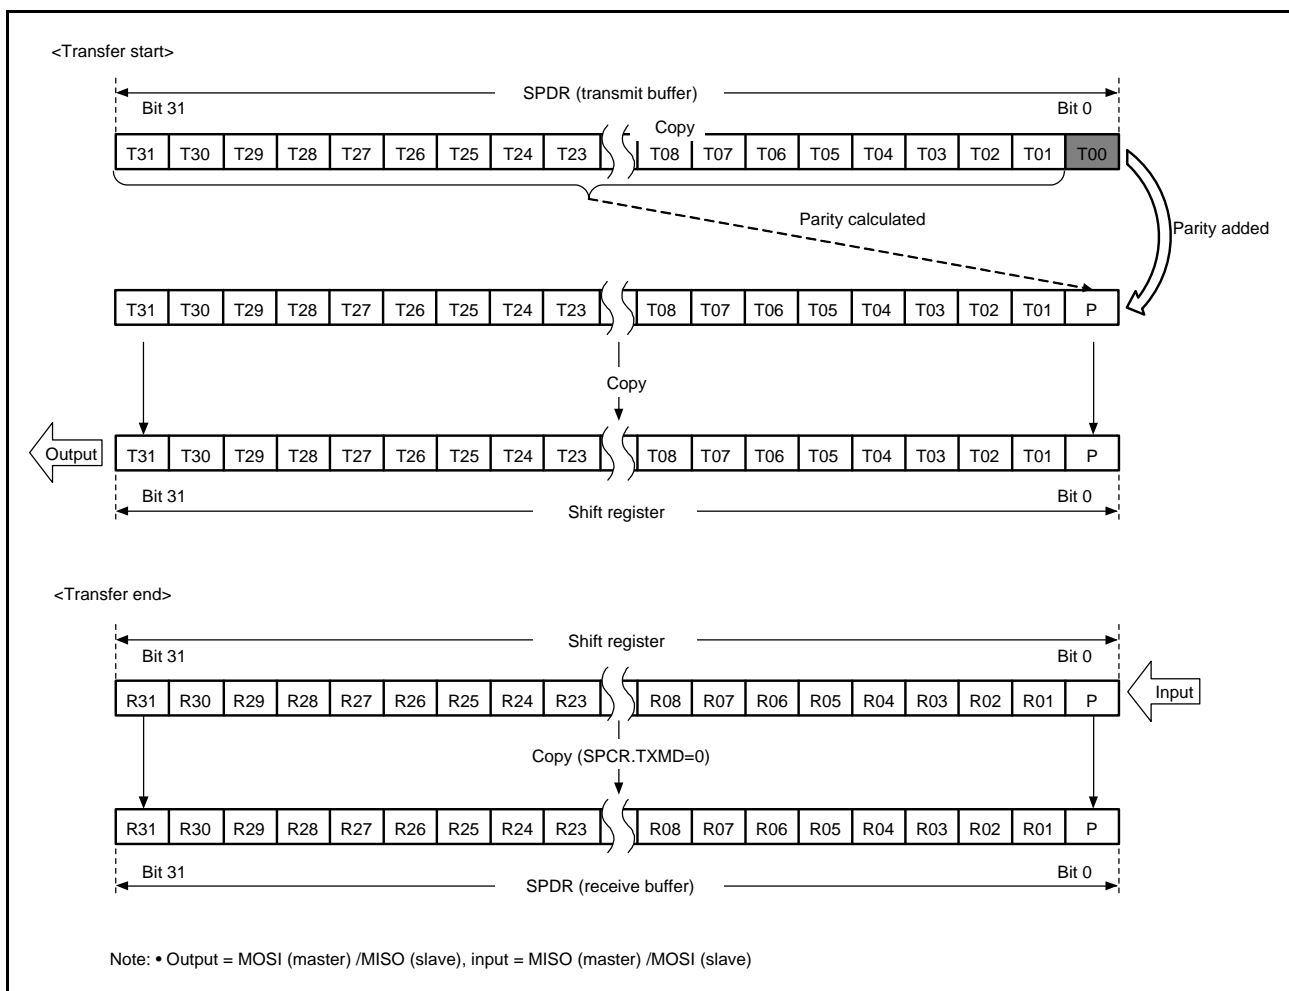 <Transfer start>
SPDR (transmit buffer)
Bit 31 Bit 0
Copy
T31 T30 T29 T28 T27 T26 T25 T24 T23 T08 T07 T06 T05 T04 T03 T02 T01 T00
Parity calculated
Parity added
T31 T30 T29 T28 T27 T26 T25 T24 T23 T08 T07 T06 T05 T04 T03 T02 T01 P
Copy
Output T31 T30 T29 T28 T27 T26 T25 T24 T23 T08 T07 T06 T05 T04 T03 T02 T01 P
Bit 31 Bit 0
Shift register
<Transfer end>
Shift register
Bit 31 Bit 0
R31 R30 R29 R28 R27 R26 R25 R24 R23 R08 R07 R06 R05 R04 R03 R02 R01 P Input
Copy (SPCR.TXMD=0)
R31 R30 R29 R28 R27 R26 R25 R24 R23 R08 R07 R06 R05 R04 R03 R02 R01 P
Bit 31 Bit 0
SPDR (receive buffer)
Note: • Output = MOSI (master) /MISO (slave), input = MISO (master) /MOSI (slave)